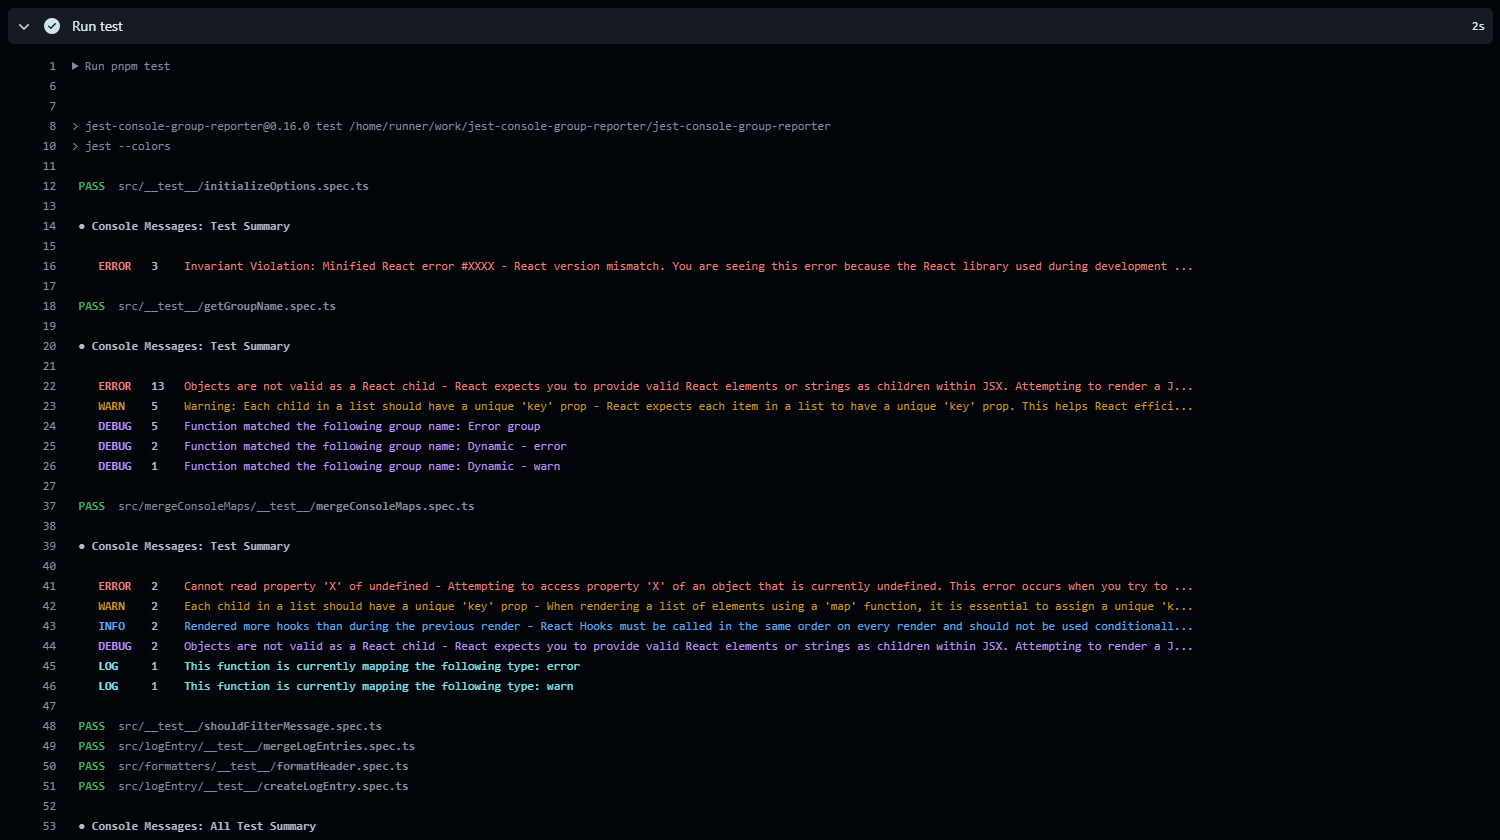 Run test 2s
1 ▶ Run pnpm test
6
7
8 > jest-console-group-reporter@0.16.0 test /home/runner/work/jest-console-group-reporter/jest-console-group-reporter
10 > jest --colors
11
12 PASS src/__test__/initializeOptions.spec.ts
13
14 ● Console Messages: Test Summary
15
16 ERROR 3 Invariant Violation: Minified React error #XXXX - React version mismatch. You are seeing this error because the React library used during development ...
17
18 PASS src/__test__/getGroupName.spec.ts
19
20 ● Console Messages: Test Summary
21
22 ERROR 13 Objects are not valid as a React child - React expects you to provide valid React elements or strings as children within JSX. Attempting to render a J...
23 WARN 5 Warning: Each child in a list should have a unique 'key' prop - React expects each item in a list to have a unique 'key' prop. This helps React effici...
24 DEBUG 5 Function matched the following group name: Error group
25 DEBUG 2 Function matched the following group name: Dynamic - error
26 DEBUG 1 Function matched the following group name: Dynamic - warn
27
37 PASS src/mergeConsoleMaps/__test__/mergeConsoleMaps.spec.ts
38
39 ● Console Messages: Test Summary
40
41 ERROR 2 Cannot read property 'X' of undefined - Attempting to access property 'X' of an object that is currently undefined. This error occurs when you try to ...
42 WARN 2 Each child in a list should have a unique 'key' prop - When rendering a list of elements using a 'map' function, it is essential to assign a unique 'k...
43 INFO 2 Rendered more hooks than during the previous render - React Hooks must be called in the same order on every render and should not be used conditionall...
44 DEBUG 2 Objects are not valid as a React child - React expects you to provide valid React elements or strings as children within JSX. Attempting to render a J...
45 LOG 1 This function is currently mapping the following type: error
46 LOG 1 This function is currently mapping the following type: warn
47
48 PASS src/__test__/shouldFilterMessage.spec.ts
49 PASS src/logEntry/__test__/mergeLogEntries.spec.ts
50 PASS src/formatters/__test__/formatHeader.spec.ts
51 PASS src/logEntry/__test__/createLogEntry.spec.ts
52
53 ● Console Messages: All Test Summary